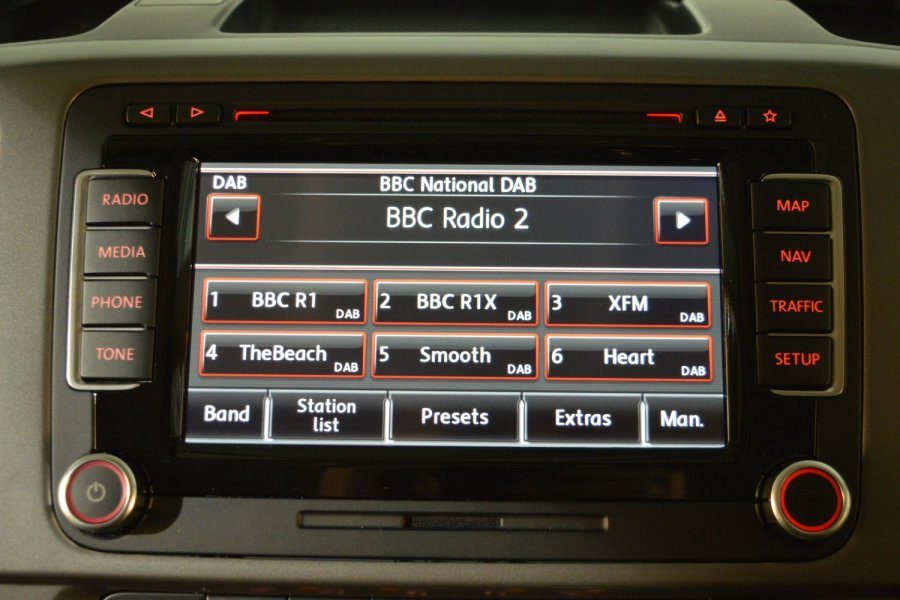 DAB
BBC National DAB
BBC Radio 2
RADIO
MEDIA
PHONE
TONE
1 BBC R1 DAB
2 BBC R1X DAB
3 XFM DAB
4 TheBeach DAB
5 Smooth DAB
6 Heart DAB
Band
Station
list
Presets
Extras
Man.
MAP
NAV
TRAFFIC
SETUP